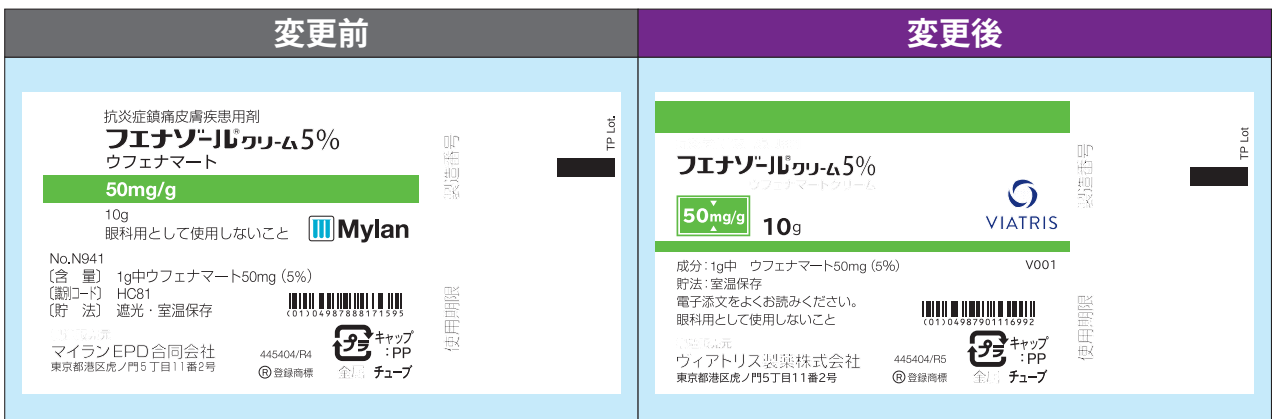 変更前
抗炎症鎮痛皮膚疾患用剤
フエナゾール®クリーム5%
ウフェナマート
50mg/g
10g
眼科用として使用しないこと
Mylan
No.N941
〔含　量〕 1g中ウフェナマート50mg (5%)
〔識別コード〕 HC81
〔貯　法〕 遮光・室温保存
(01)04987888171595
マイランEPD合同会社
東京都港区虎ノ門5丁目11番2号
445404/R4
Ⓡ登録商標
プラ
キャップ
:PP
金属 チューブ
製造番号
使用期限
TP Lot.
変更後
フエナゾール®クリーム5%
ウフェナマートクリーム
50mg/g
10g
VIATRIS
成分:1g中　ウフェナマート50mg (5%)
V001
貯法:室温保存
電子添文をよくお読みください。
眼科用として使用しないこと
(01)04987901116992
ウィアトリス製薬株式会社
東京都港区虎ノ門5丁目11番2号
445404/R5
Ⓡ登録商標
プラ
キャップ
:PP
金属 チューブ
製造番号
使用期限
TP Lot